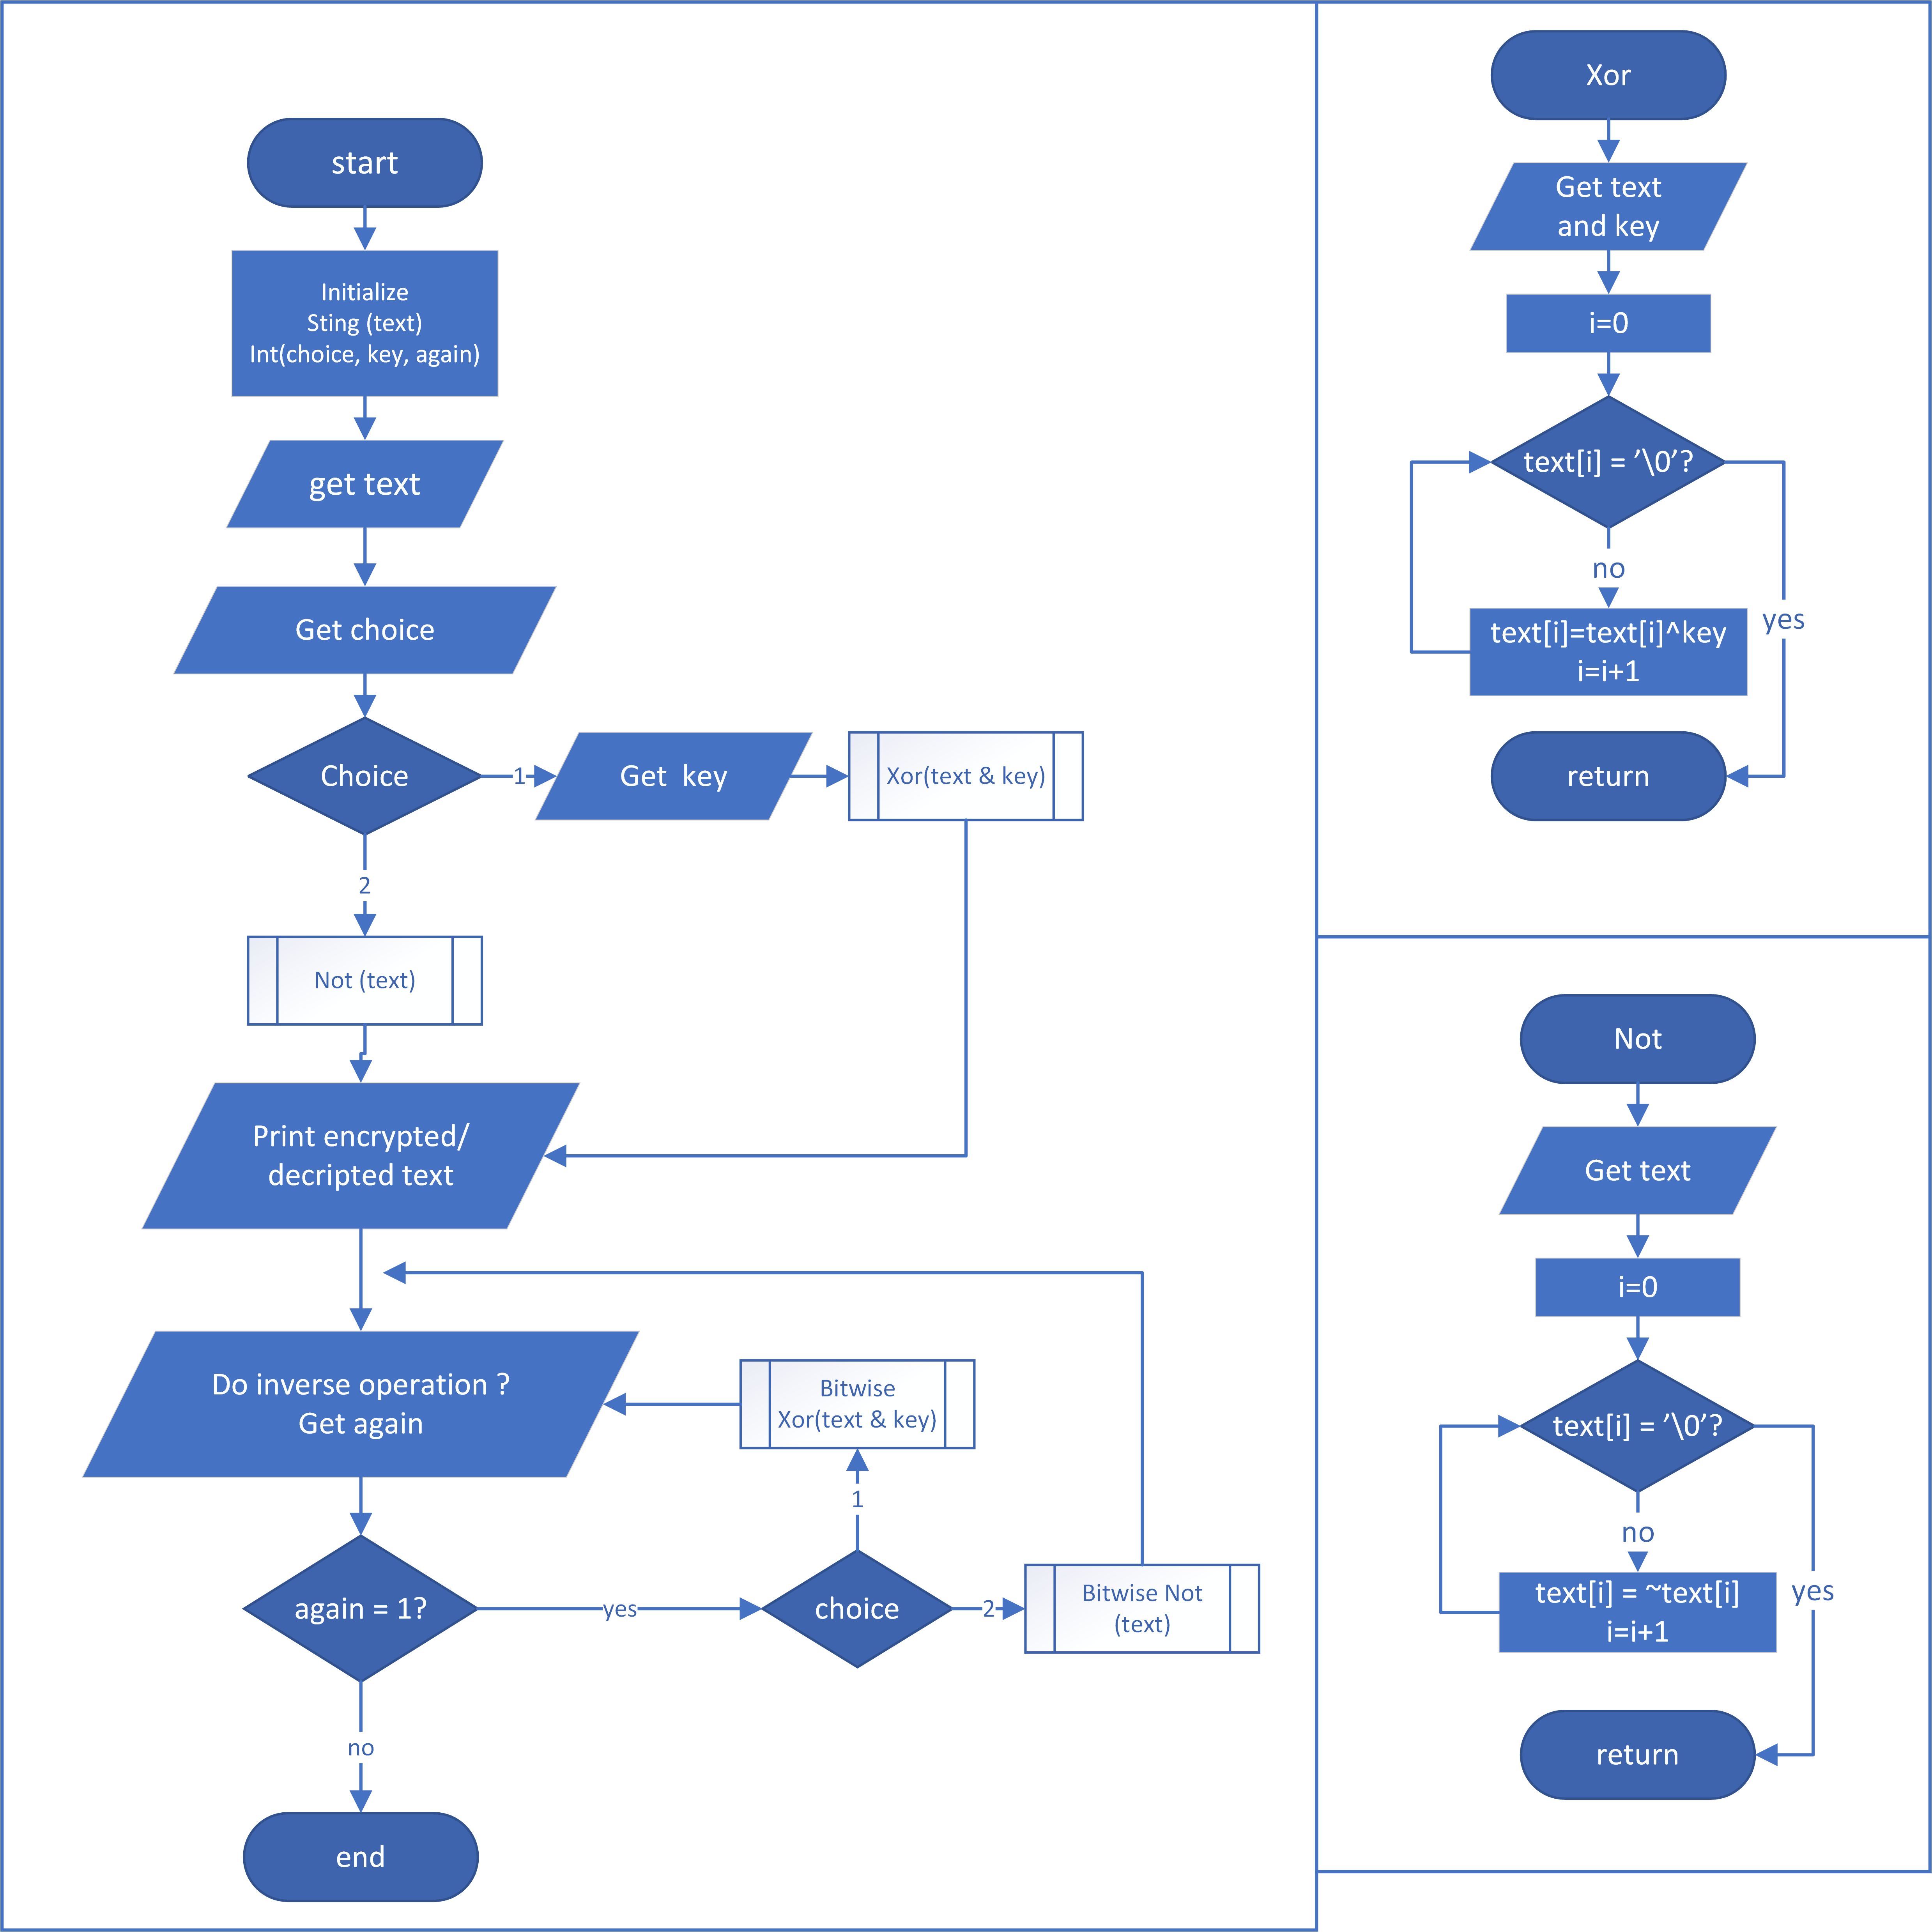 start
Initialize
Sting (text)
Int(choice, key, again)
get text
Get choice
Choice
1
Get  key
Xor(text & key)
2
Not (text)
Print encrypted/
decripted text
Do inverse operation ?
Get again
Bitwise
Xor(text & key)
1
again = 1?
yes
choice
2
Bitwise Not
(text)
no
end
Xor
Get text
and key
i=0
text[i] = ’\0’?
no
yes
text[i]=text[i]^key
i=i+1
return
Not
Get text
i=0
text[i] = ’\0’?
no
yes
text[i] = ~text[i]
i=i+1
return